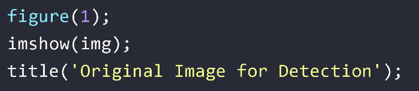 figure(1);
imshow(img);
title('Original Image for Detection');